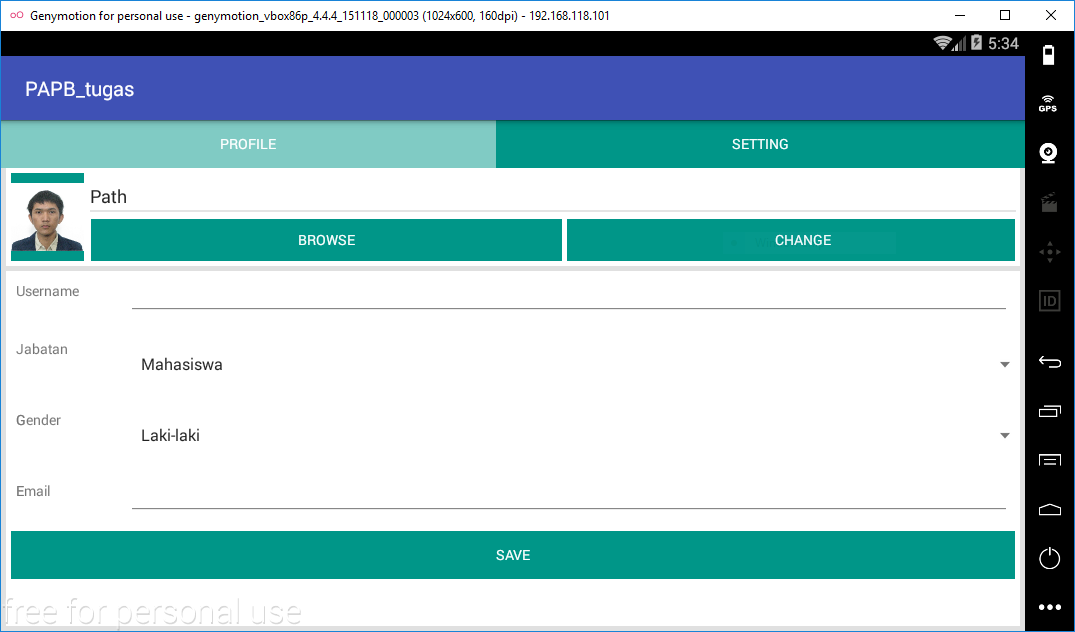 Genymotion for personal use - genymotion_vbox86p_4.4.4_151118_000003 (1024x600, 160dpi) - 192.168.118.101
5:34
PAPB_tugas
GPS
PROFILE SETTING
Path
BROWSE CHANGE
Username
ID
Jabatan
Mahasiswa
Gender
Laki-laki
Email
SAVE
free for personal use